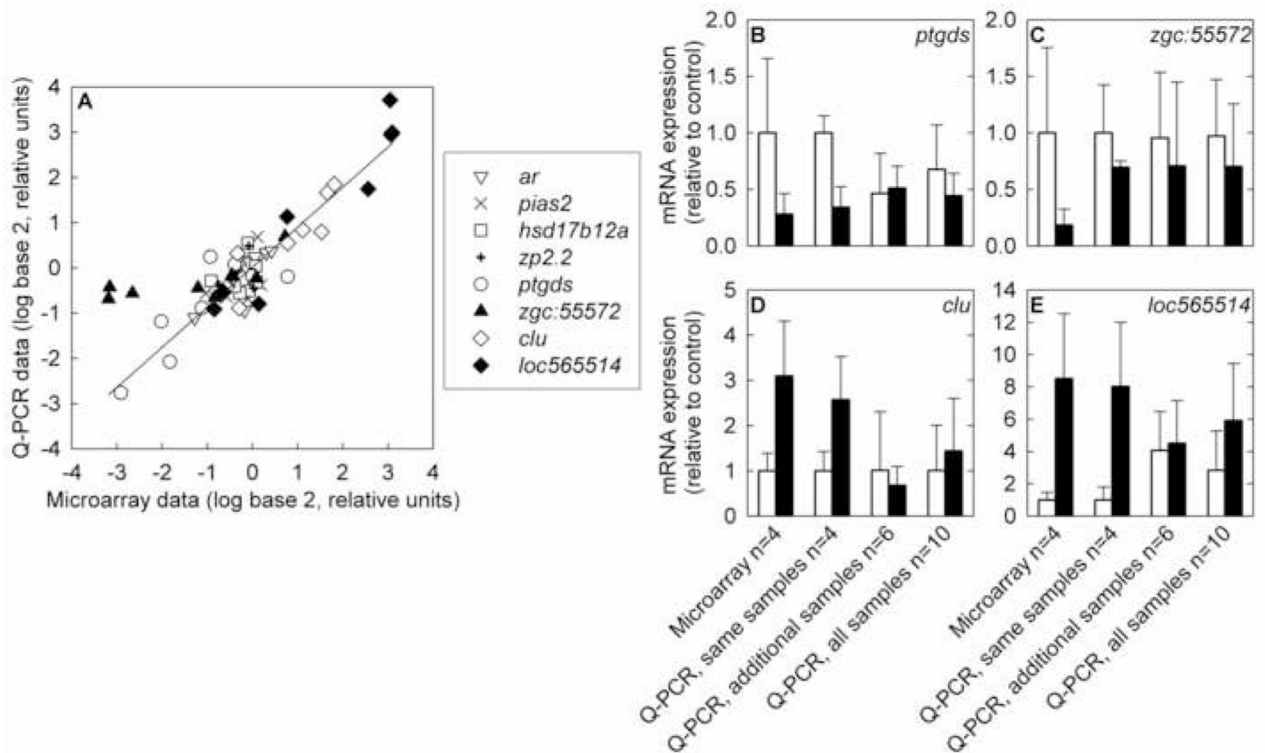 A
4
3
2
1
0
-1
-2
-3
-4
-4 -3 -2 -1 0 1 2 3 4
Q-PCR data (log base 2, relative units)
Microarray data (log base 2, relative units)
ar
pias2
hsd17b12a
zp2.2
ptgds
zgc:55572
clu
loc565514
B ptgds
2.0
1.5
1.0
0.5
0.0
mRNA expression
(relative to control)
C zgc:55572
2.0
1.5
1.0
0.5
0.0
D clu
5
4
3
2
1
0
mRNA expression
(relative to control)
E loc565514
14
12
10
8
6
4
2
0
Microarray n=4
Q-PCR, same samples n=4
Q-PCR, additional samples n=6
Q-PCR, all samples n=10
Microarray n=4
Q-PCR, same samples n=4
Q-PCR, additional samples n=6
Q-PCR, all samples n=10